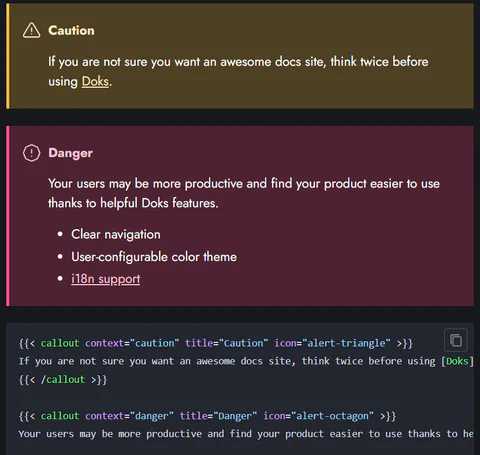 Caution
If you are not sure you want an awesome docs site, think twice before
using Doks.
Danger
Your users may be more productive and find your product easier to use
thanks to helpful Doks features.
• Clear navigation
• User-configurable color theme
• i18n support
{{< callout context="caution" title="Caution" icon="alert-triangle" >}}
If you are not sure you want an awesome docs site, think twice before using [Doks]
{{< /callout >}}
{{< callout context="danger" title="Danger" icon="alert-octagon" >}}
Your users may be more productive and find your product easier to use thanks to he